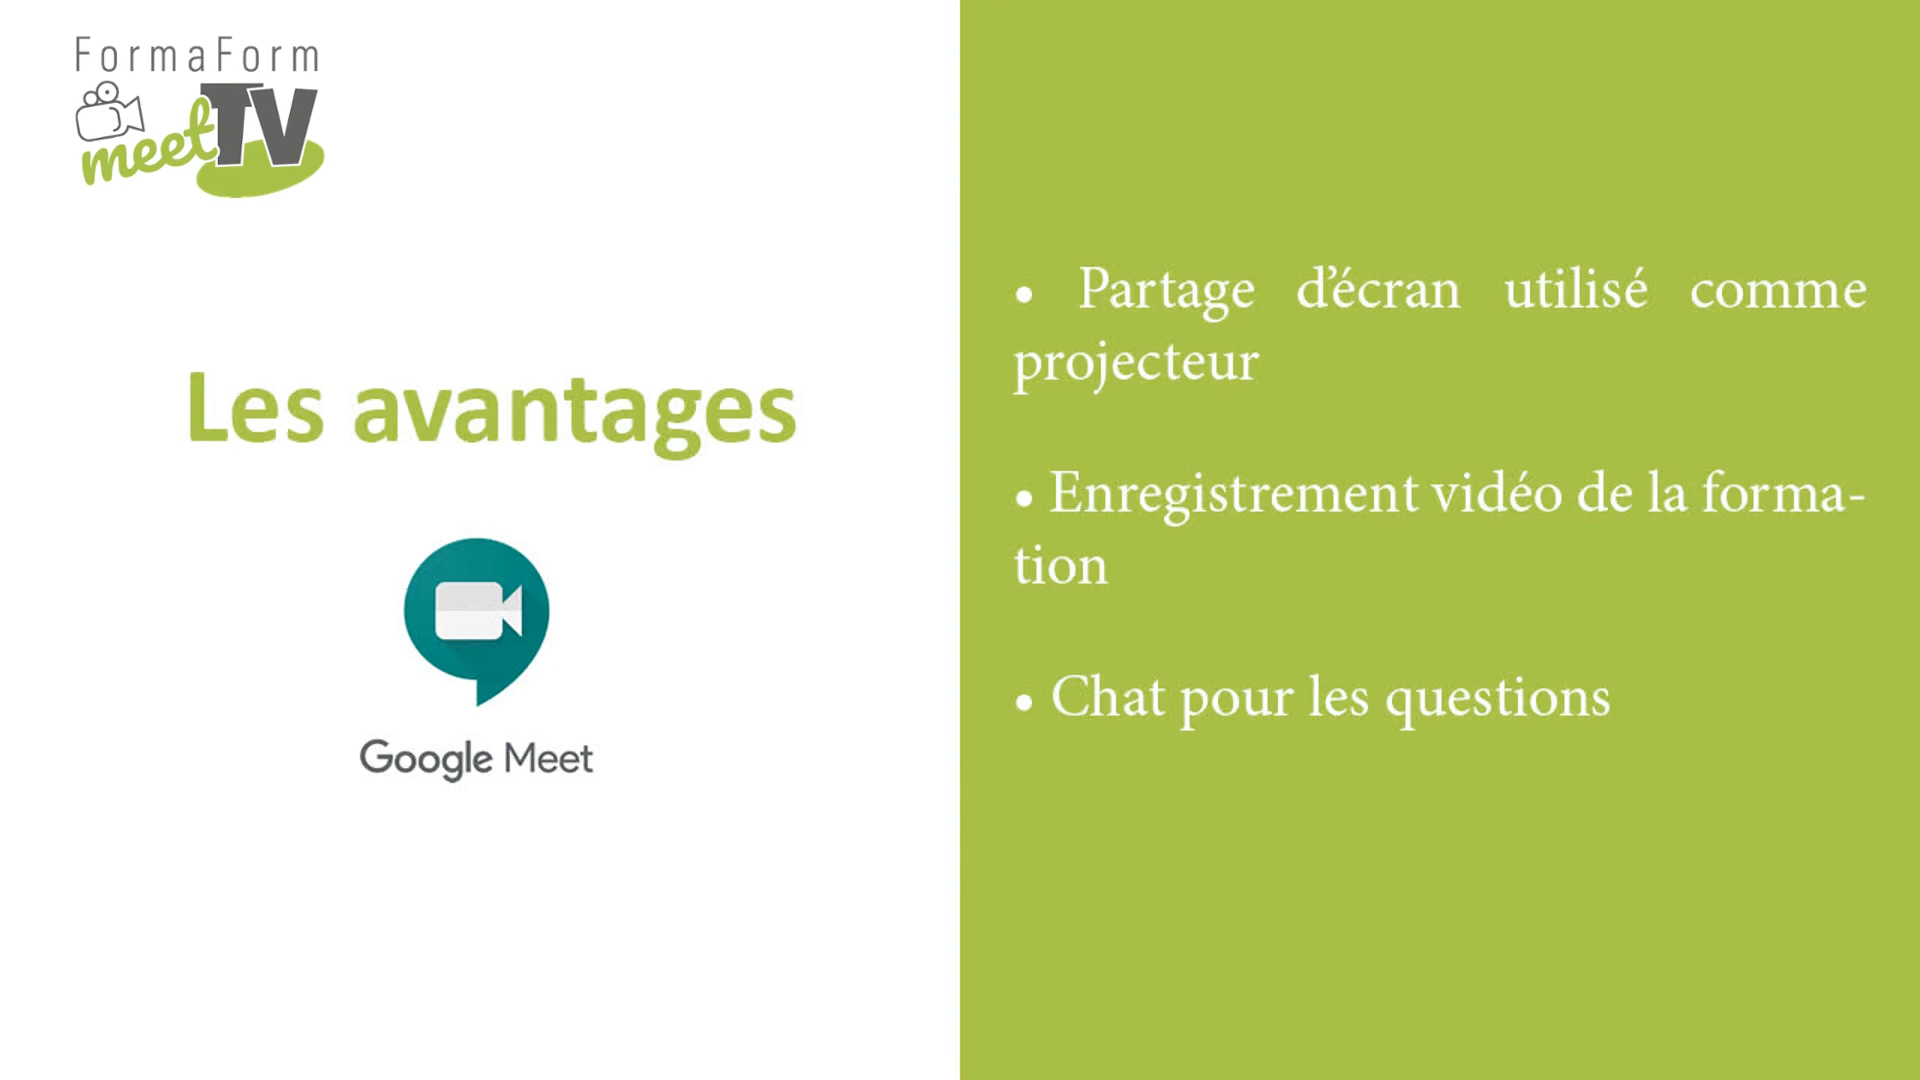 FormaForm
meet TV
Les avantages
Google Meet
• Partage d’écran utilisé comme
projecteur
• Enregistrement vidéo de la forma-
tion
• Chat pour les questions